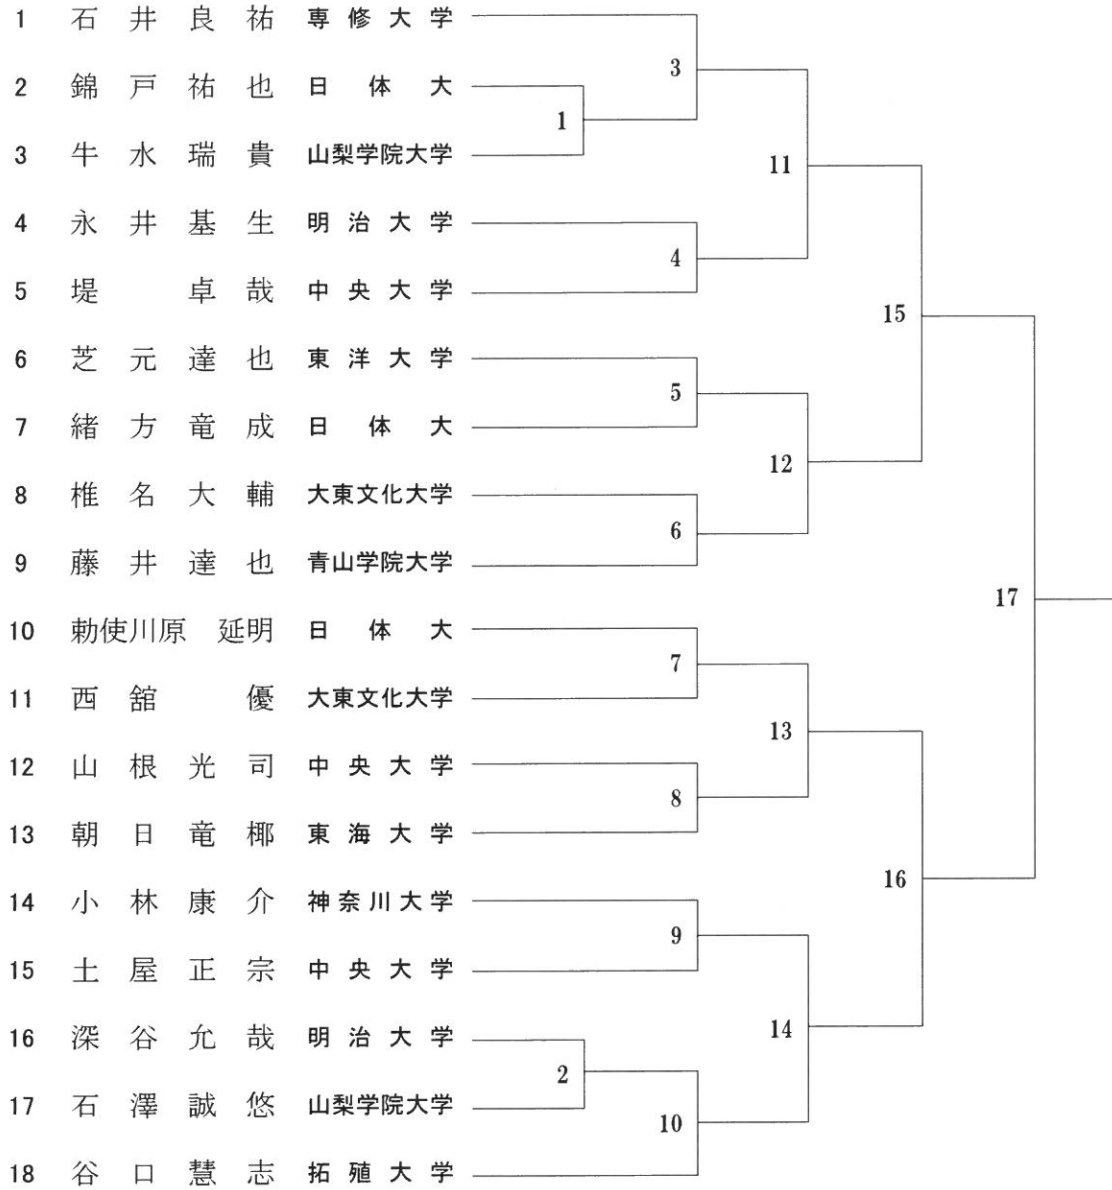 1 石井良祐 専修大学
3
2 錦戸祐也 日体大
1
3 牛水瑞貴 山梨学院大学
11
4 永井基生 明治大学
4
5 堤 卓哉 中央大学
15
6 芝元達也 東洋大学
5
7 緒方竜成 日体大
12
8 椎名大輔 大東文化大学
6
9 藤井達也 青山学院大学
17
10 勅使川原 延明 日体大
7
11 西舘 優 大東文化大学
13
12 山根光司 中央大学
8
13 朝日竜椰 東海大学
16
14 小林康介 神奈川大学
9
15 土屋正宗 中央大学
14
16 深谷允哉 明治大学
2
17 石澤誠悠 山梨学院大学
10
18 谷口慧志 拓殖大学